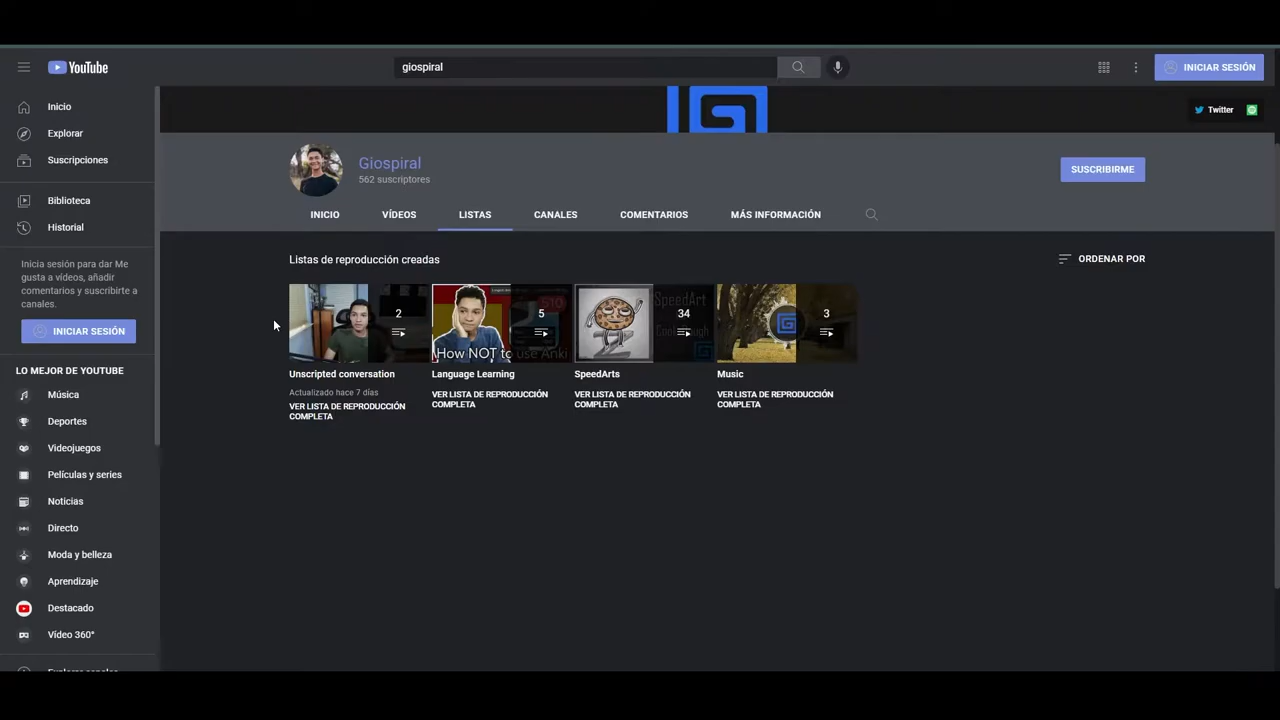 YouTube
giospiral
INICIAR SESIÓN
Inicio
Explorar
Suscripciones
Biblioteca
Historial
Inicia sesión para dar Me
gusta a vídeos, añadir
comentarios y suscribirte a
canales.
INICIAR SESIÓN
LO MEJOR DE YOUTUBE
Música
Deportes
Videojuegos
Películas y series
Noticias
Directo
Moda y belleza
Aprendizaje
Destacado
Vídeo 360°
Twitter
Giospiral
562 suscriptores
SUSCRIBIRME
INICIO
VÍDEOS
LISTAS
CANALES
COMENTARIOS
MÁS INFORMACIÓN
Listas de reproducción creadas
ORDENAR POR
2
Unscripted conversation
Actualizado hace 7 días
VER LISTA DE REPRODUCCIÓN
COMPLETA
510
5
How NOT to use Anki
Language Learning
VER LISTA DE REPRODUCCIÓN
COMPLETA
SpeedArt
34
SpeedArts
VER LISTA DE REPRODUCCIÓN
COMPLETA
3
Music
VER LISTA DE REPRODUCCIÓN
COMPLETA